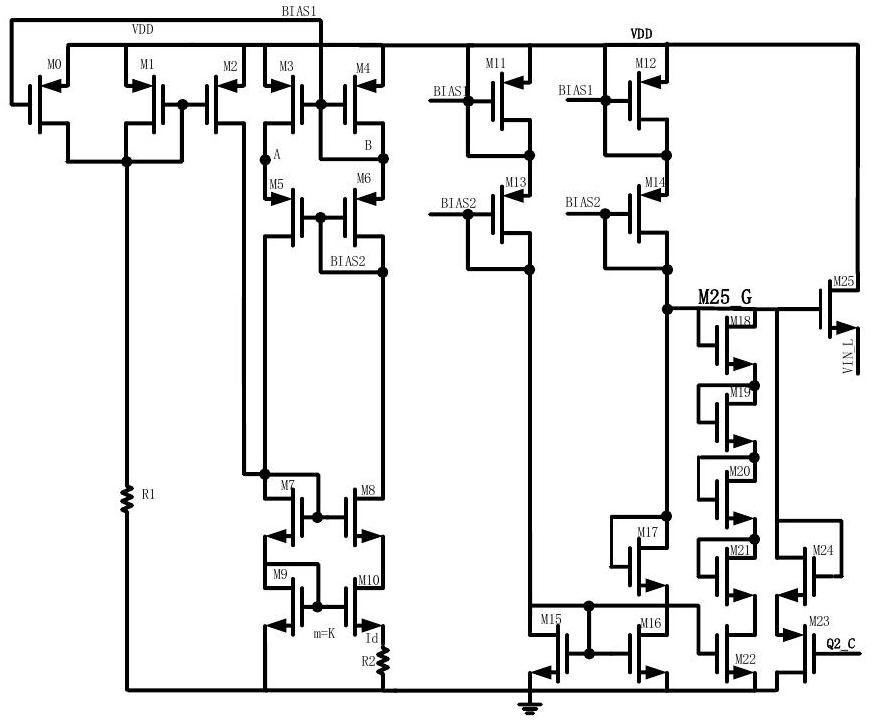 BIAS1
VDD
VDD
M0
M1
M2
M3
M4
M11
M12
BIAS1
BIAS1
A
B
M5
M6
M13
M14
BIAS2
BIAS2
BIAS2
M25
M25_G
M18
VIN_L
M19
M20
M7
M8
R1
M17
M21
M24
M9
M10
m=K
Id
M15
M16
M23
R2
M22
Q2_C